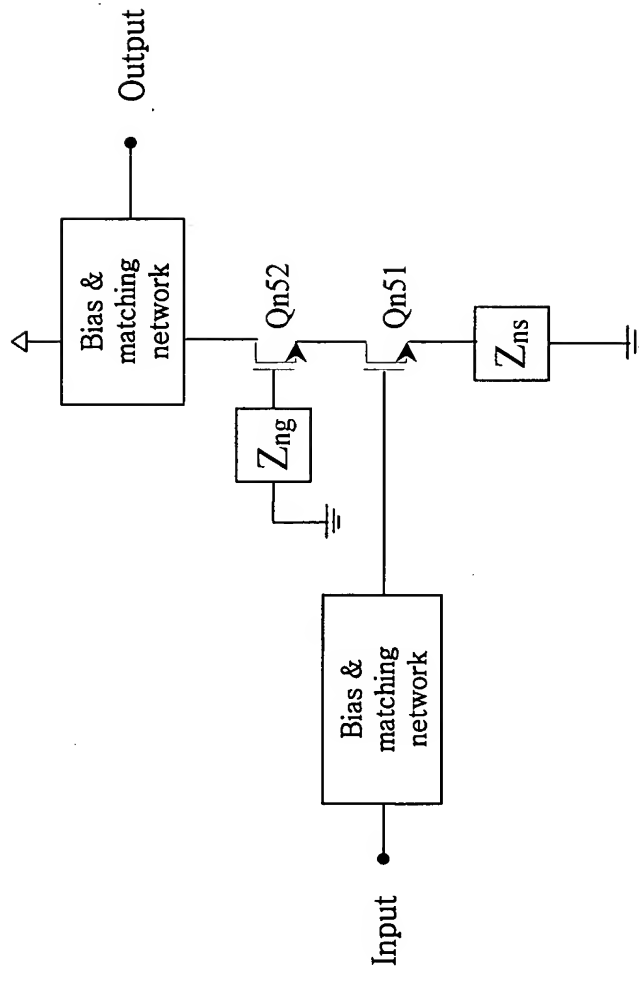 Output
Bias &
matching
network
Qn52
Zng
Qn51
Zns
Bias &
matching
network
Input